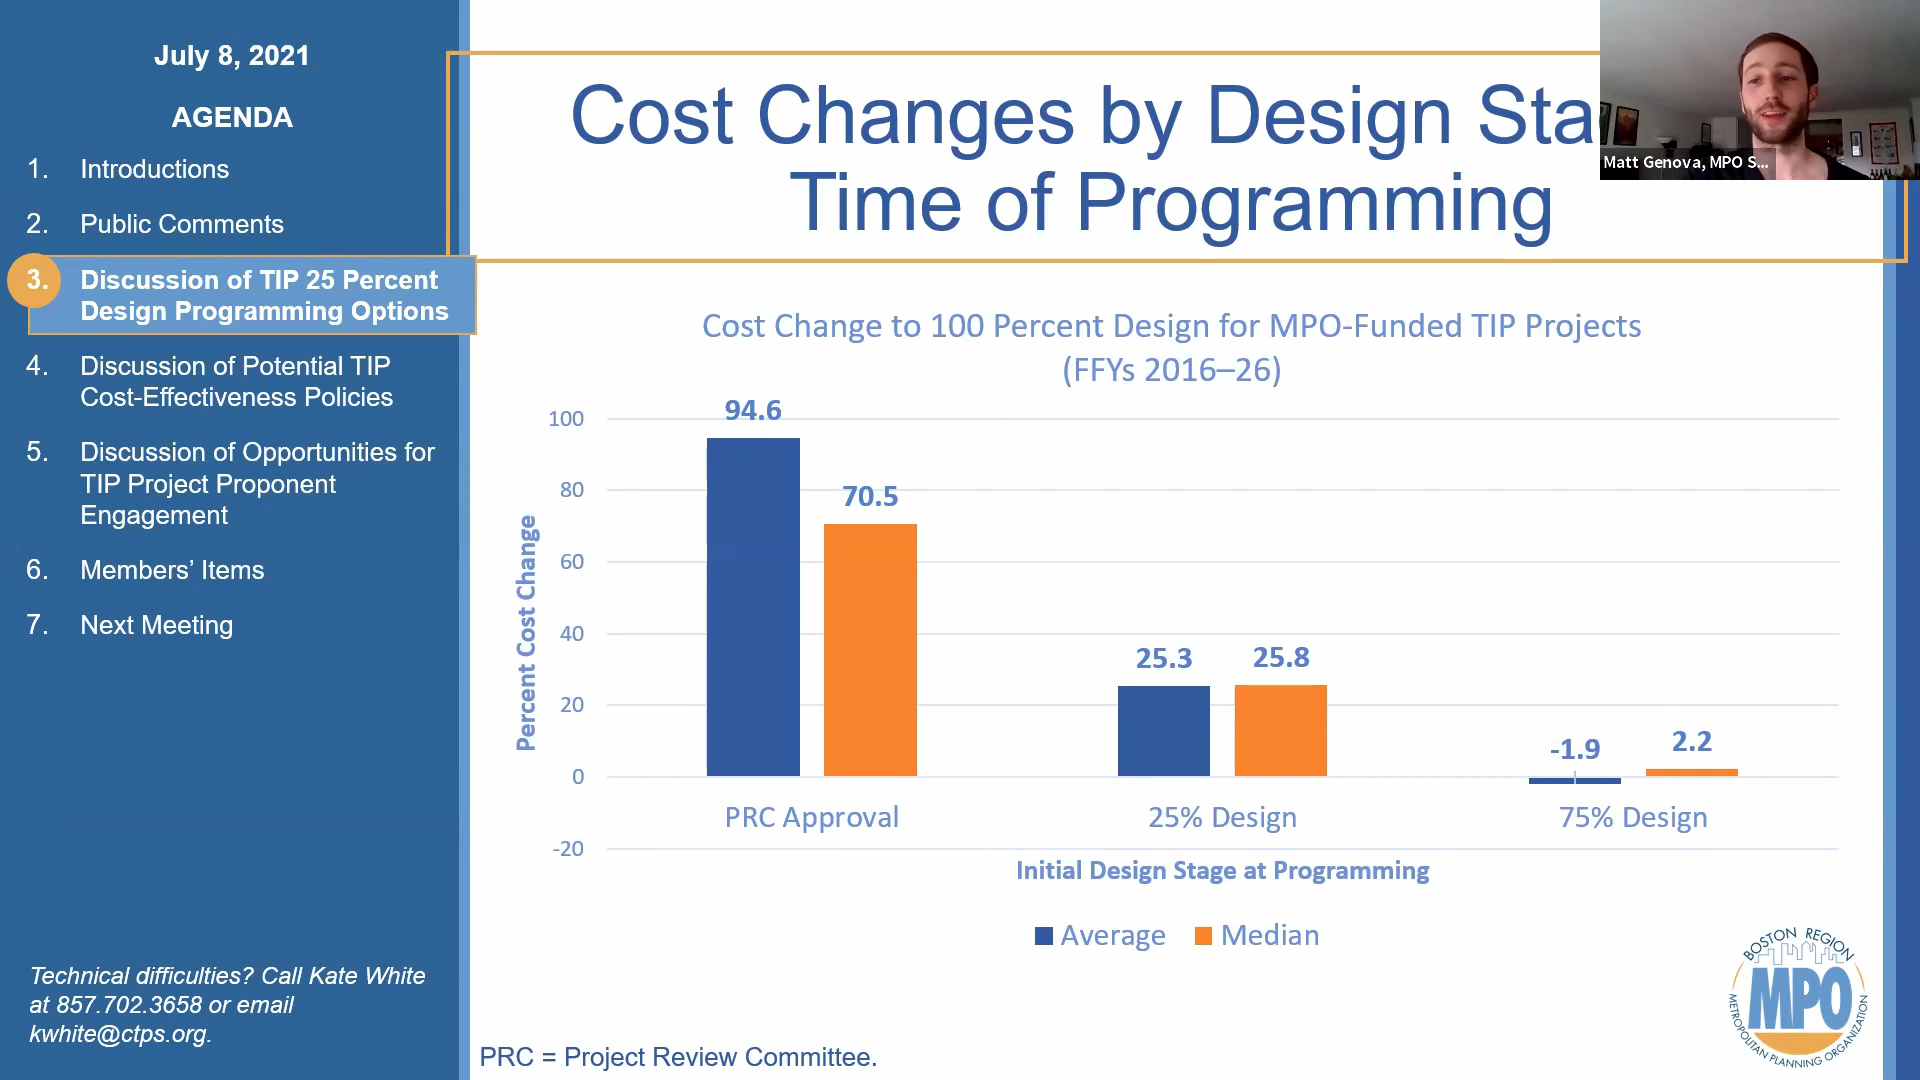 July 8, 2021
AGENDA
1. Introductions
2. Public Comments
3. Discussion of TIP 25 Percent
Design Programming Options
4. Discussion of Potential TIP
Cost-Effectiveness Policies
5. Discussion of Opportunities for
TIP Project Proponent
Engagement
6. Members’ Items
7. Next Meeting
Technical difficulties? Call Kate White
at 857.702.3658 or email
kwhite@ctps.org.
Cost Changes by Design Sta
Time of Programming
Matt Genova, MPO S...
Cost Change to 100 Percent Design for MPO-Funded TIP Projects
(FFYs 2016–26)
Percent Cost Change
100
80
60
40
20
0
-20
94.6
70.5
25.3
25.8
-1.9
2.2
PRC Approval
25% Design
75% Design
Initial Design Stage at Programming
Average
Median
PRC = Project Review Committee.
BOSTON REGION
MPO
METROPOLITAN PLANNING ORGANIZATION